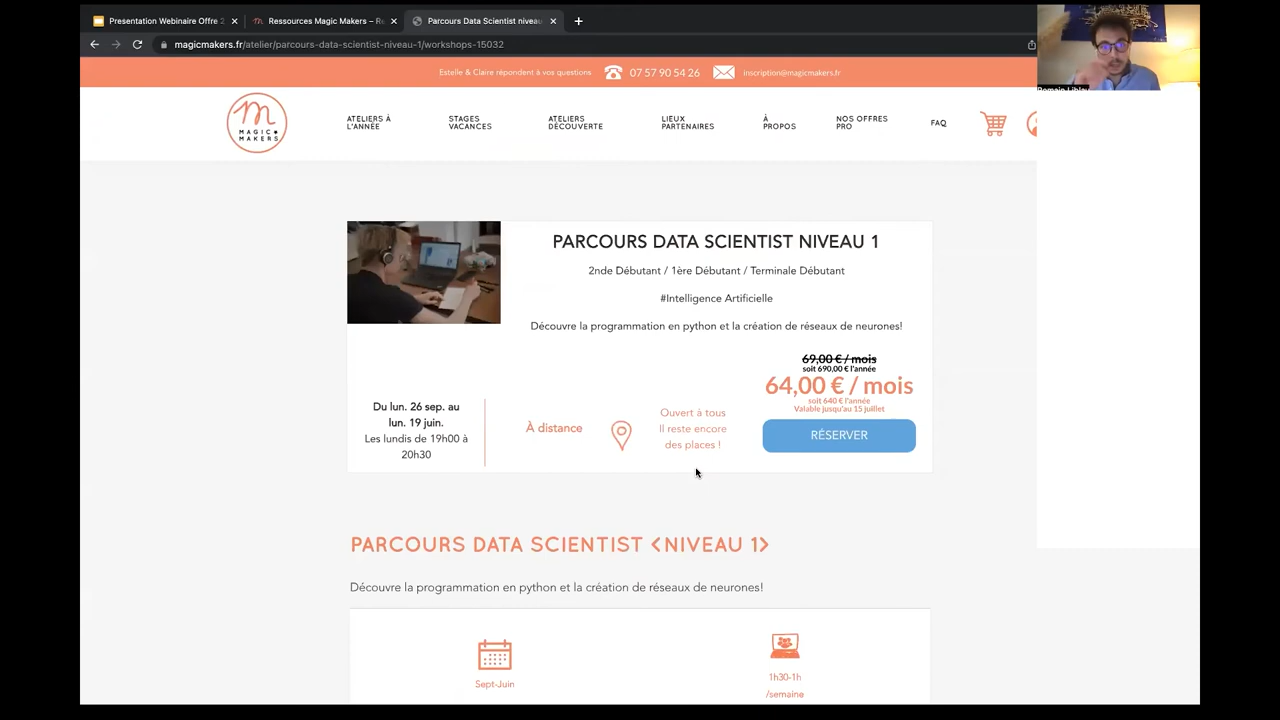 Presentation Webinaire Offre 2
Ressources Magic Makers – R
Parcours Data Scientist niveau
magicmakers.fr/atelier/parcours-data-scientist-niveau-1/workshops-15032
Estelle & Claire répondent à vos questions
07 57 90 54 26
inscription@magicmakers.fr
m
MAGIC
MAKERS
ATELIERS À
L'ANNÉE
STAGES
VACANCES
ATELIERS
DÉCOUVERTE
LIEUX
PARTENAIRES
À
PROPOS
NOS OFFRES
PRO
FAQ
PARCOURS DATA SCIENTIST NIVEAU 1
2nde Débutant / 1ère Débutant / Terminale Débutant
#Intelligence Artificielle
Découvre la programmation en python et la création de réseaux de neurones!
69,00 € / mois
soit 690,00 € l'année
64,00 € / mois
soit 640 € l'année
Valable jusqu'au 15 juillet
RÉSERVER
Du lun. 26 sep. au
lun. 19 juin.
Les lundis de 19h00 à
20h30
À distance
Ouvert à tous
Il reste encore
des places !
PARCOURS DATA SCIENTIST <NIVEAU 1>
Découvre la programmation en python et la création de réseaux de neurones!
Sept-Juin
1h30-1h
/semaine